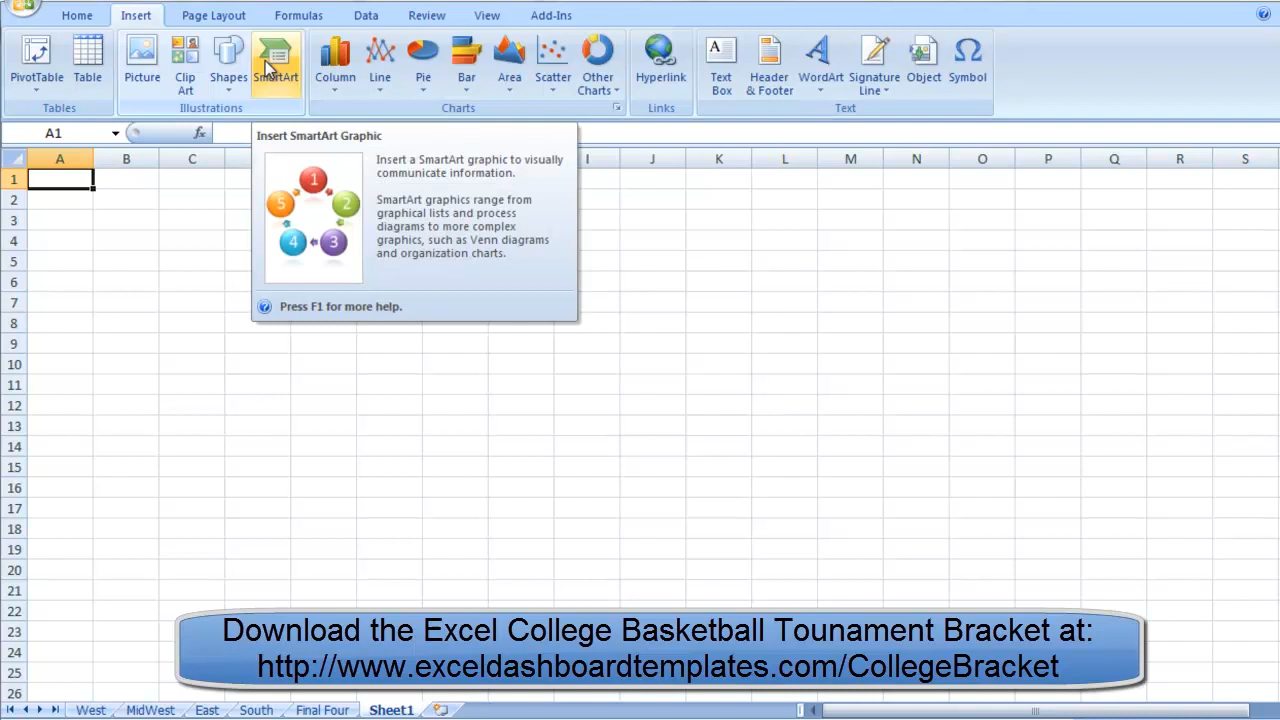 Home Insert Page Layout Formulas Data Review View Add-Ins
PivotTable Table Picture Clip Art Shapes SmartArt Column Line Pie Bar Area Scatter Other Charts Hyperlink Text Box Header & Footer WordArt Signature Line Object Symbol
Tables Illustrations Charts Links Text
A1 fx
A B C I J K L M N O P Q R S
Insert SmartArt Graphic
Insert a SmartArt graphic to visually
communicate information.
SmartArt graphics range from
graphical lists and process
diagrams to more complex
graphics, such as Venn diagrams
and organization charts.
1
5 2
4 3
Press F1 for more help.
1
2
3
4
5
6
7
8
9
10
11
12
13
14
15
16
17
18
19
20
21
22
23
24
25
26
Download the Excel College Basketball Tounament Bracket at:
http://www.exceldashboardtemplates.com/CollegeBracket
West MidWest East South Final Four Sheet1